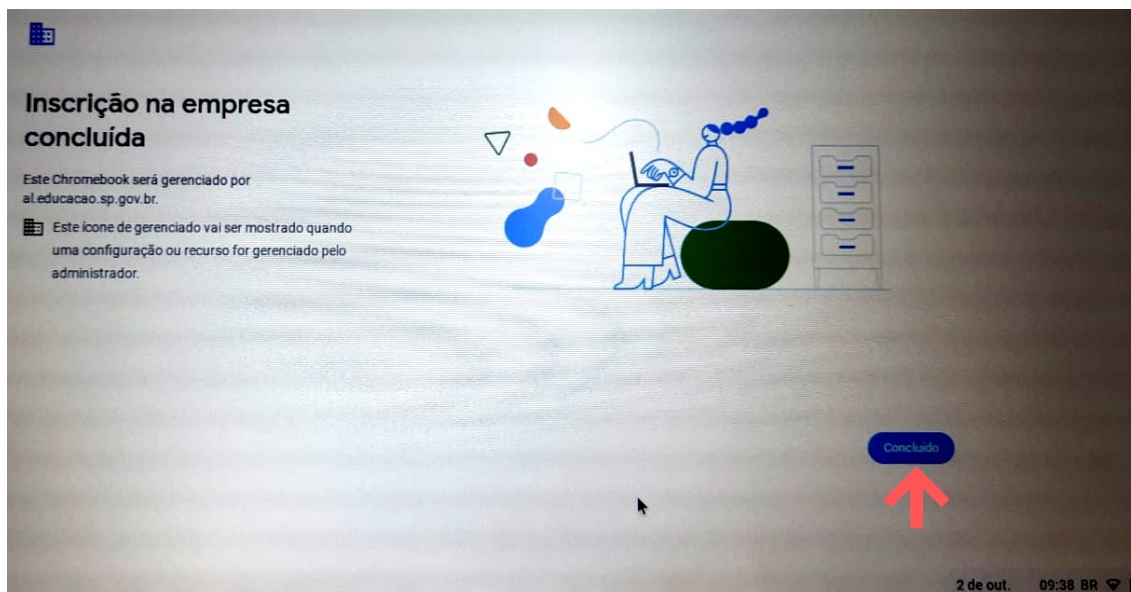 Inscrição na empresa
concluída
Este Chromebook será gerenciado por
al.educacao.sp.gov.br.
Este ícone de gerenciado vai ser mostrado quando
uma configuração ou recurso for gerenciado pelo
administrador.
Concluído
2 de out. 09:38 BR